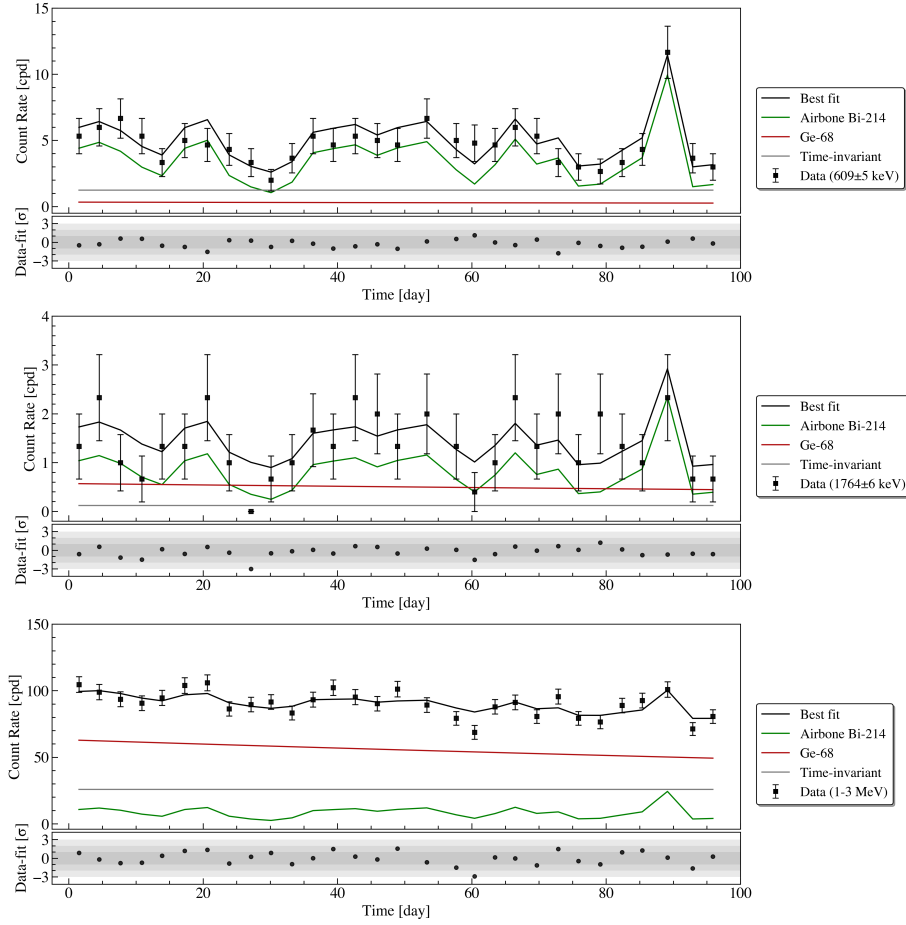 15
10
5
0
Count Rate [cpd]
Best fit
Airbone Bi-214
Ge-68
Time-invariant
Data (609±5 keV)
3
0
−3
Data-fit [σ]
0 20 40 60 80 100
Time [day]
4
3
2
1
0
Count Rate [cpd]
Best fit
Airbone Bi-214
Ge-68
Time-invariant
Data (1764±6 keV)
3
0
−3
Data-fit [σ]
0 20 40 60 80 100
Time [day]
150
100
50
0
Count Rate [cpd]
Best fit
Airbone Bi-214
Ge-68
Time-invariant
Data (1-3 MeV)
3
0
−3
Data-fit [σ]
0 20 40 60 80 100
Time [day]